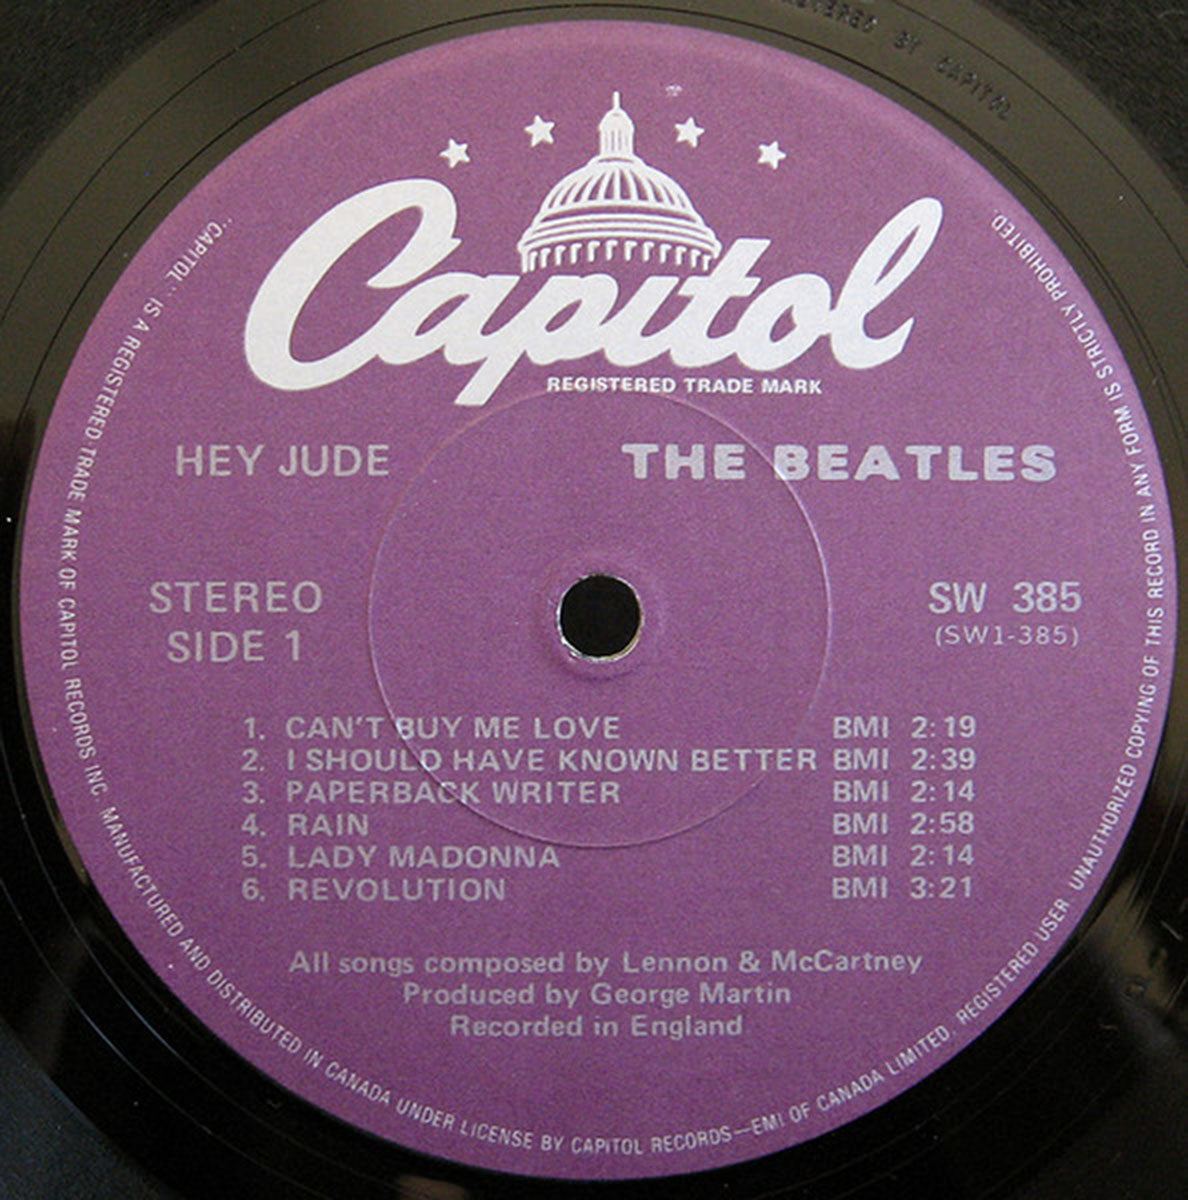 MASTERED BY CAPITOL
Capitol
REGISTERED TRADE MARK
HEY JUDE
THE BEATLES
STEREO
SIDE 1
SW 385
(SW1-385)
1. CAN'T BUY ME LOVE BMI 2:19
2. I SHOULD HAVE KNOWN BETTER BMI 2:39
3. PAPERBACK WRITER BMI 2:14
4. RAIN BMI 2:58
5. LADY MADONNA BMI 2:14
6. REVOLUTION BMI 3:21
All songs composed by Lennon & McCartney
Produced by George Martin
Recorded in England
"CAPITOL" IS A REGISTERED TRADE MARK OF CAPITOL RECORDS INC. MANUFACTURED AND DISTRIBUTED IN CANADA UNDER LICENSE BY CAPITOL RECORDS—EMI OF CANADA LIMITED, REGISTERED USER UNAUTHORIZED COPYING OF THIS RECORD IN ANY FORM IS STRICTLY PROHIBITED.